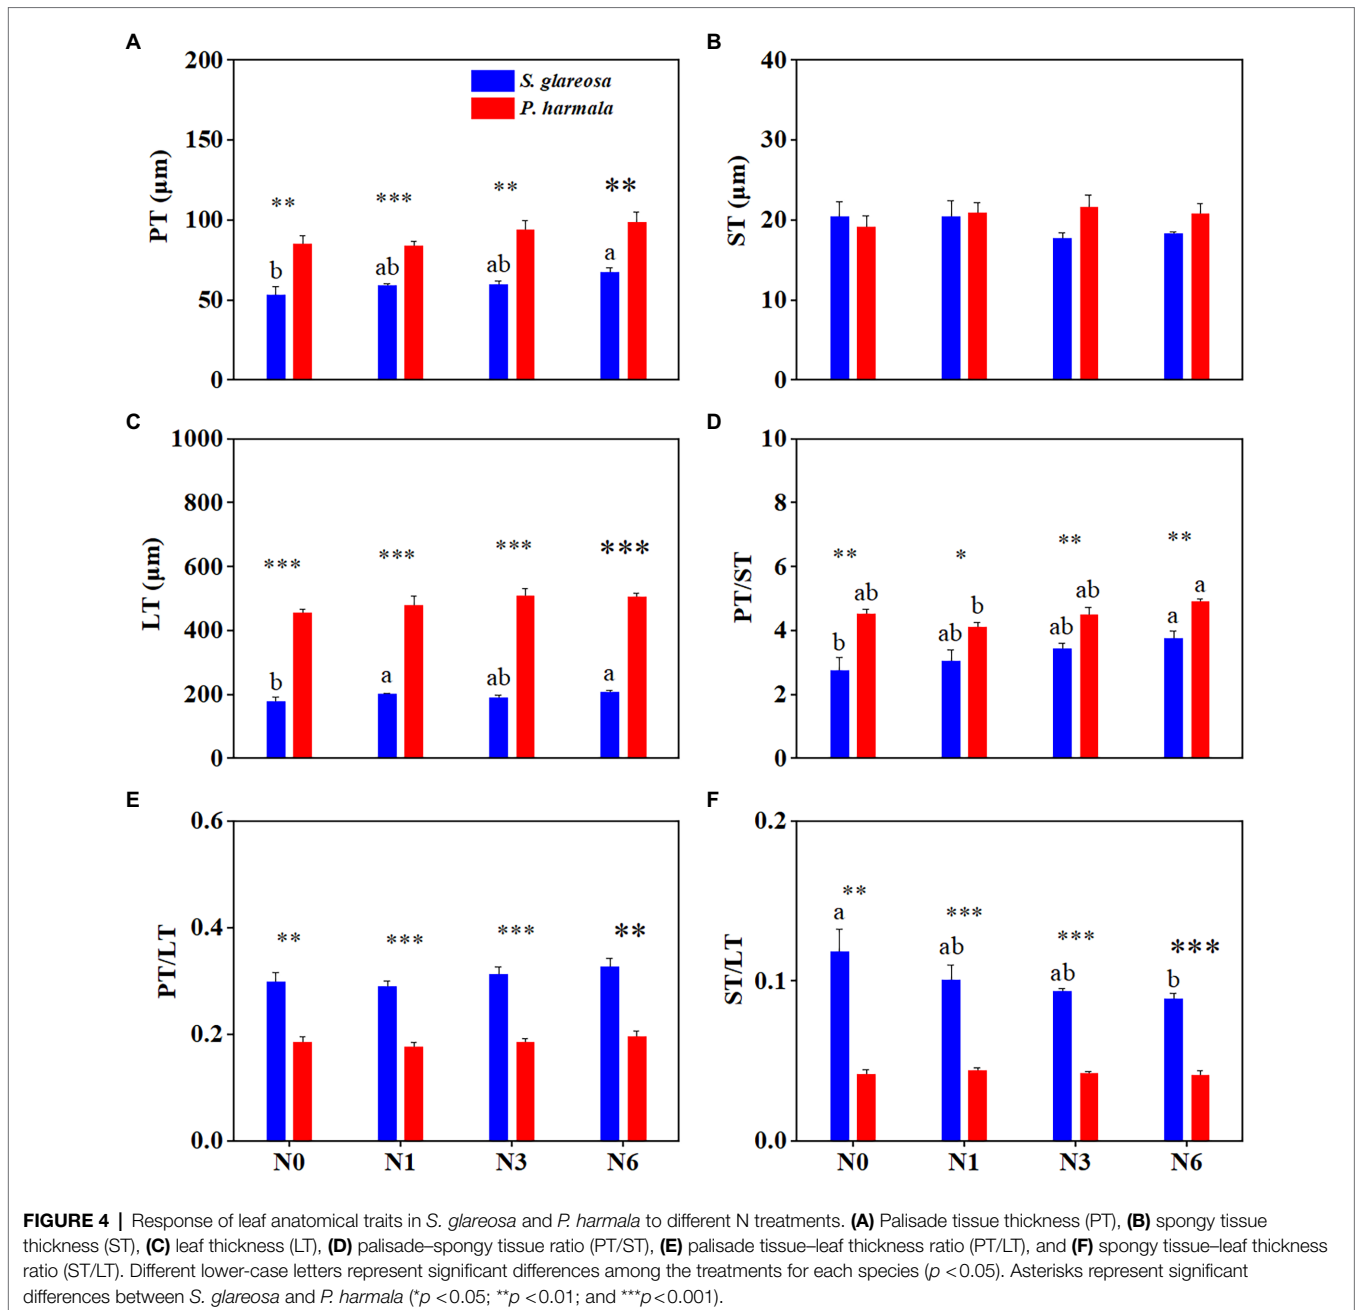 A
200
150
100
50
0
PT (µm)
S. glareosa
P. harmala
** *** ** **
b ab ab a
B
40
30
20
10
0
ST (µm)
C
1000
800
600
400
200
0
LT (µm)
*** *** *** ***
b a ab a
D
10
8
6
4
2
0
PT/ST
** * ** **
ab b ab a
b ab ab a
E
0.6
0.4
0.2
0.0
PT/LT
** *** *** **
N0 N1 N3 N6
F
0.2
0.1
0.0
ST/LT
** *** *** ***
a ab ab b
N0 N1 N3 N6
FIGURE 4 | Response of leaf anatomical traits in S. glareosa and P. harmala to different N treatments. (A) Palisade tissue thickness (PT), (B) spongy tissue
thickness (ST), (C) leaf thickness (LT), (D) palisade–spongy tissue ratio (PT/ST), (E) palisade tissue–leaf thickness ratio (PT/LT), and (F) spongy tissue–leaf thickness
ratio (ST/LT). Different lower-case letters represent significant differences among the treatments for each species (p < 0.05). Asterisks represent significant
differences between S. glareosa and P. harmala (*p < 0.05; **p < 0.01; and ***p < 0.001).